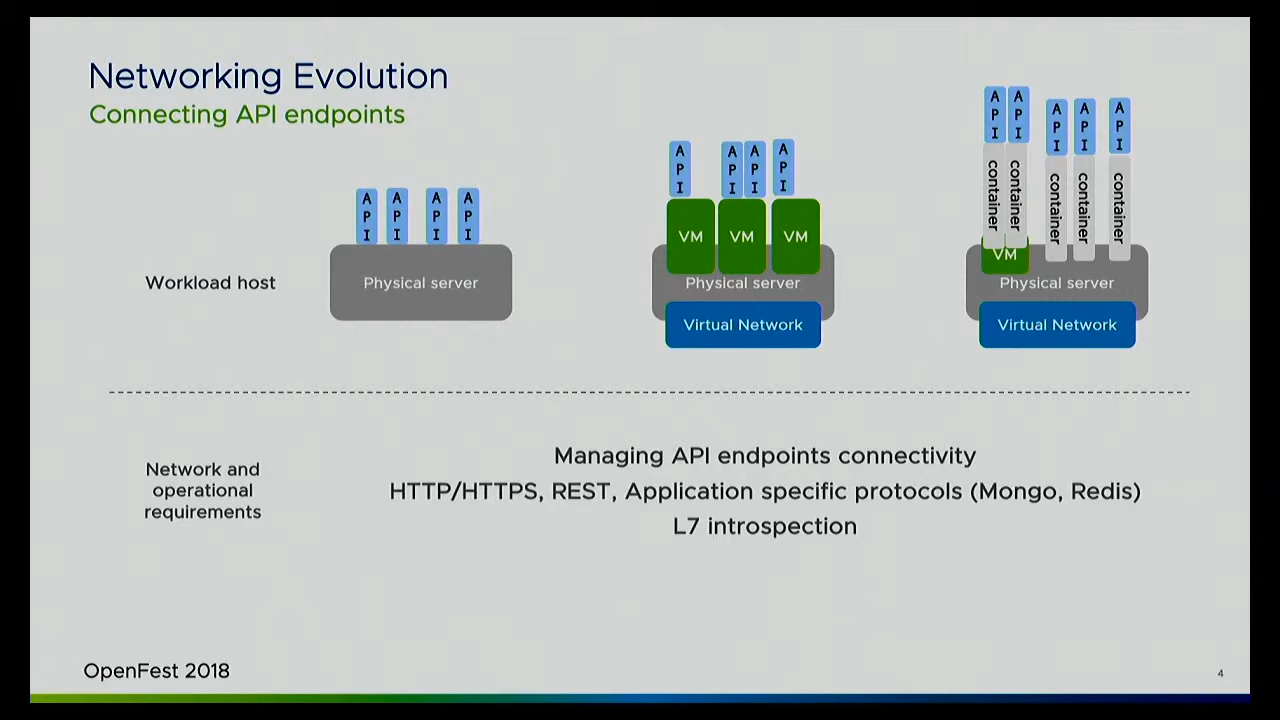 Networking Evolution
Connecting API endpoints
Workload host
API
API
API
API
Physical server
API
API
API
API
VM
VM
VM
Physical server
Virtual Network
API
API
API
API
API
container
container
container
container
container
VM
Physical server
Virtual Network
Network and
operational
requirements
Managing API endpoints connectivity
HTTP/HTTPS, REST, Application specific protocols (Mongo, Redis)
L7 introspection
OpenFest 2018
4